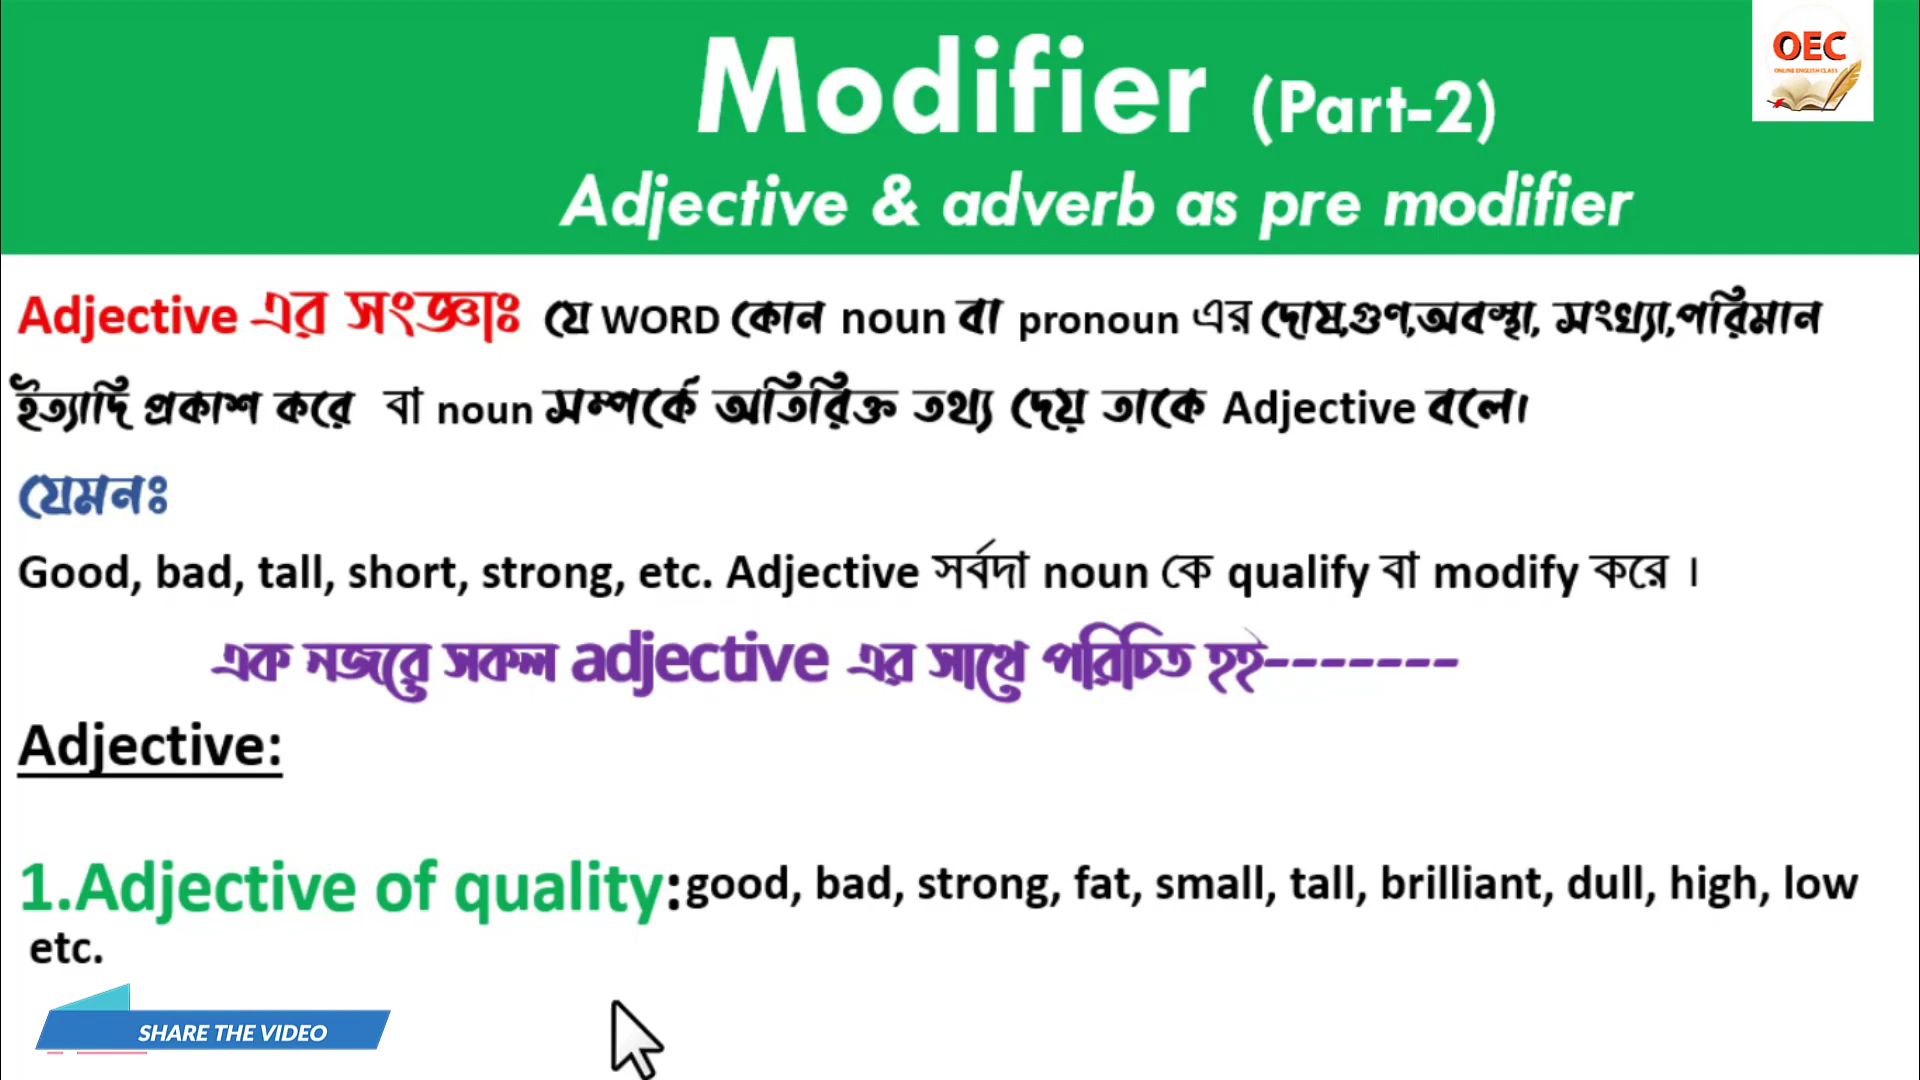 Modifier (Part-2)
OEC
ONLINE ENGLISH CLASS
Adjective & adverb as pre modifier
Adjective এর সংজ্ঞাঃ যে WORD কোন noun বা pronoun এর দোষ,গুণ,অবস্থা, সংখ্যা,পরিমান
ইত্যাদি প্রকাশ করে বা noun সম্পর্কে অতিরিক্ত তথ্য দেয় তাকে Adjective বলে।
যেমনঃ
Good, bad, tall, short, strong, etc. Adjective সর্বদা noun কে qualify বা modify করে ।
এক নজরে সকল adjective এর সাথে পরিচিত হই-------
Adjective:
1.Adjective of quality:good, bad, strong, fat, small, tall, brilliant, dull, high, low
etc.
SHARE THE VIDEO